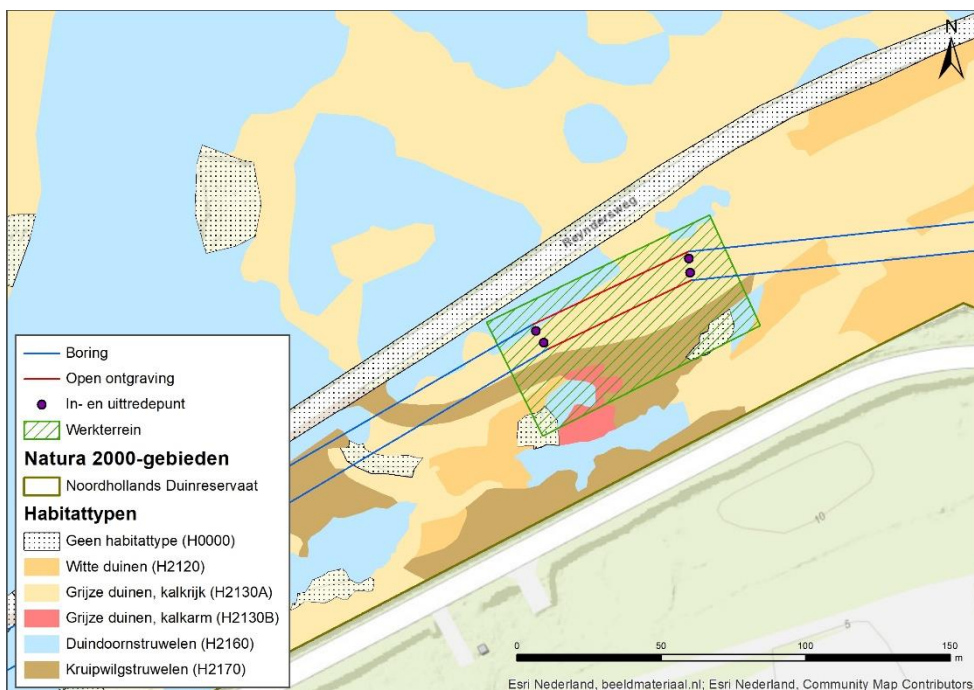 N
Reyndersweg
Boring
Open ontgraving
In- en uittredepunt
Werkterrein
Natura 2000-gebieden
Noordhollands Duinreservaat
Habitattypen
Geen habitattype (H0000)
Witte duinen (H2120)
Grijze duinen, kalkrijk (H2130A)
Grijze duinen, kalkarm (H2130B)
Duindoornstruwelen (H2160)
Kruipwilgstruwelen (H2170)
10
5
0 50 100 150
m
Esri Nederland, beeldmateriaal.nl; Esri Nederland, Community Map Contributors